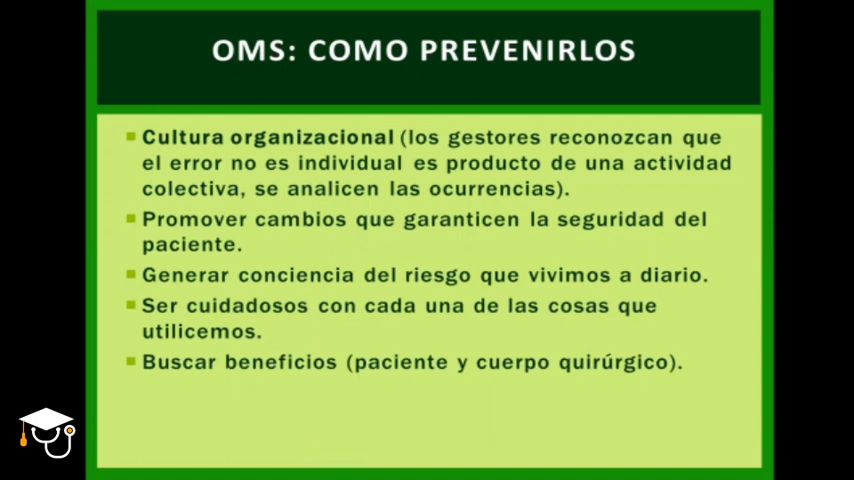 OMS: COMO PREVENIRLOS
Cultura organizacional (los gestores reconozcan que
el error no es individual es producto de una actividad
colectiva, se analicen las ocurrencias).
Promover cambios que garanticen la seguridad del
paciente.
Generar conciencia del riesgo que vivimos a diario.
Ser cuidadosos con cada una de las cosas que
utilicemos.
Buscar beneficios (paciente y cuerpo quirúrgico).